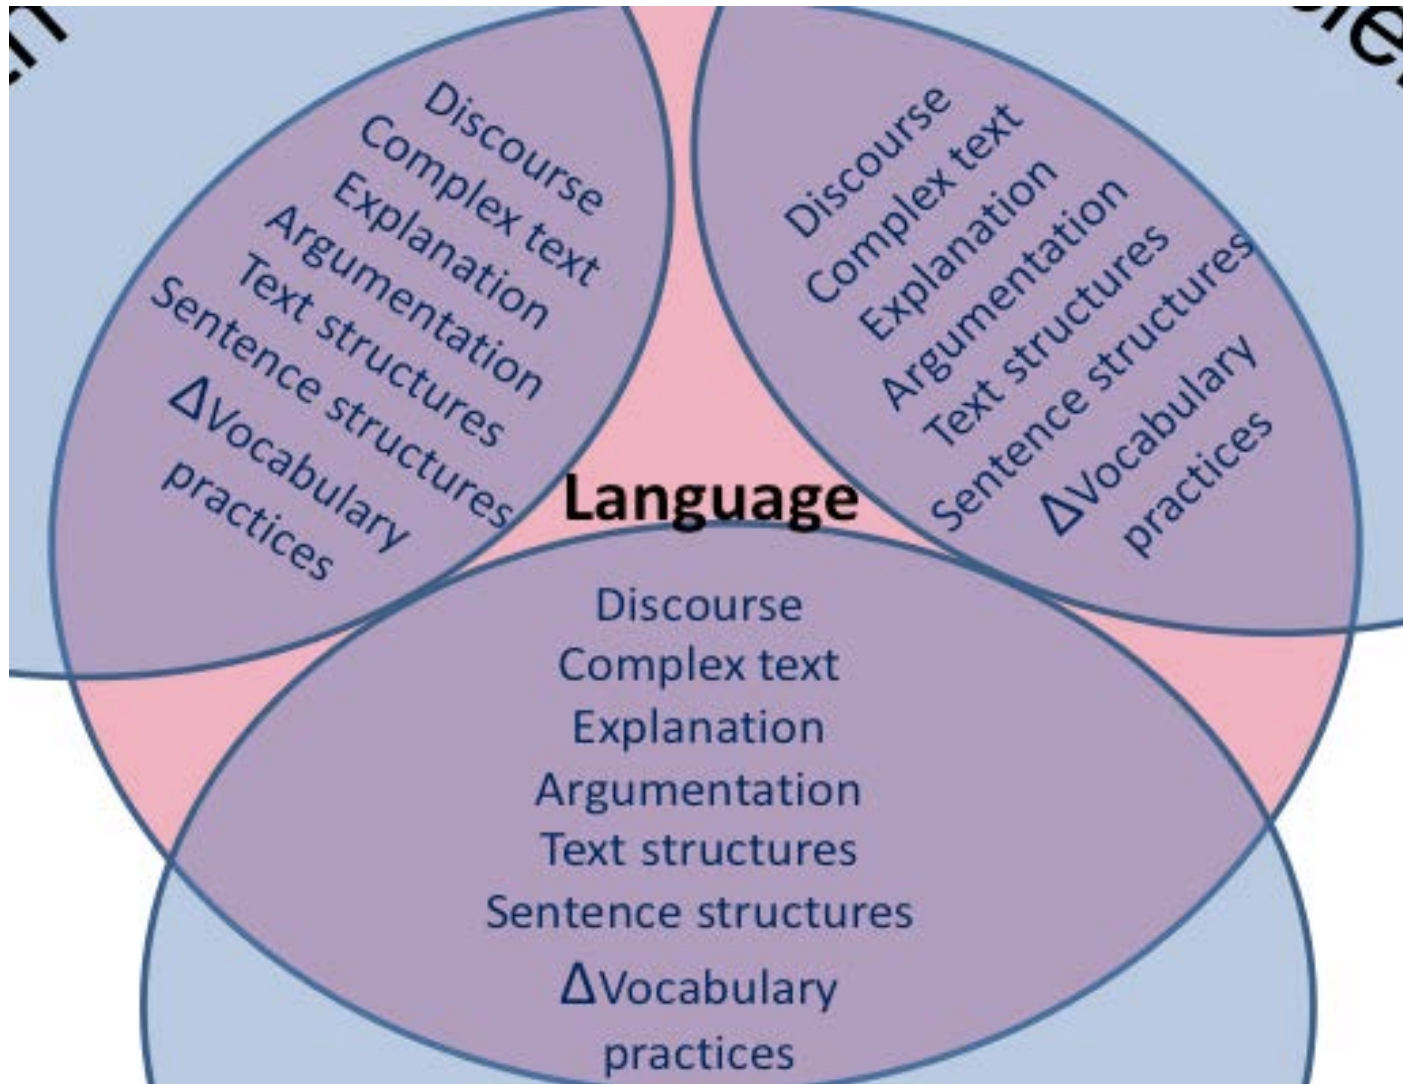 Discourse
Complex text
Explanation
Argumentation
Text structures
Sentence structures
ΔVocabulary
practices
Discourse
Complex text
Explanation
Argumentation
Text structures
Sentence structures
ΔVocabulary
practices
Language
Discourse
Complex text
Explanation
Argumentation
Text structures
Sentence structures
ΔVocabulary
practices